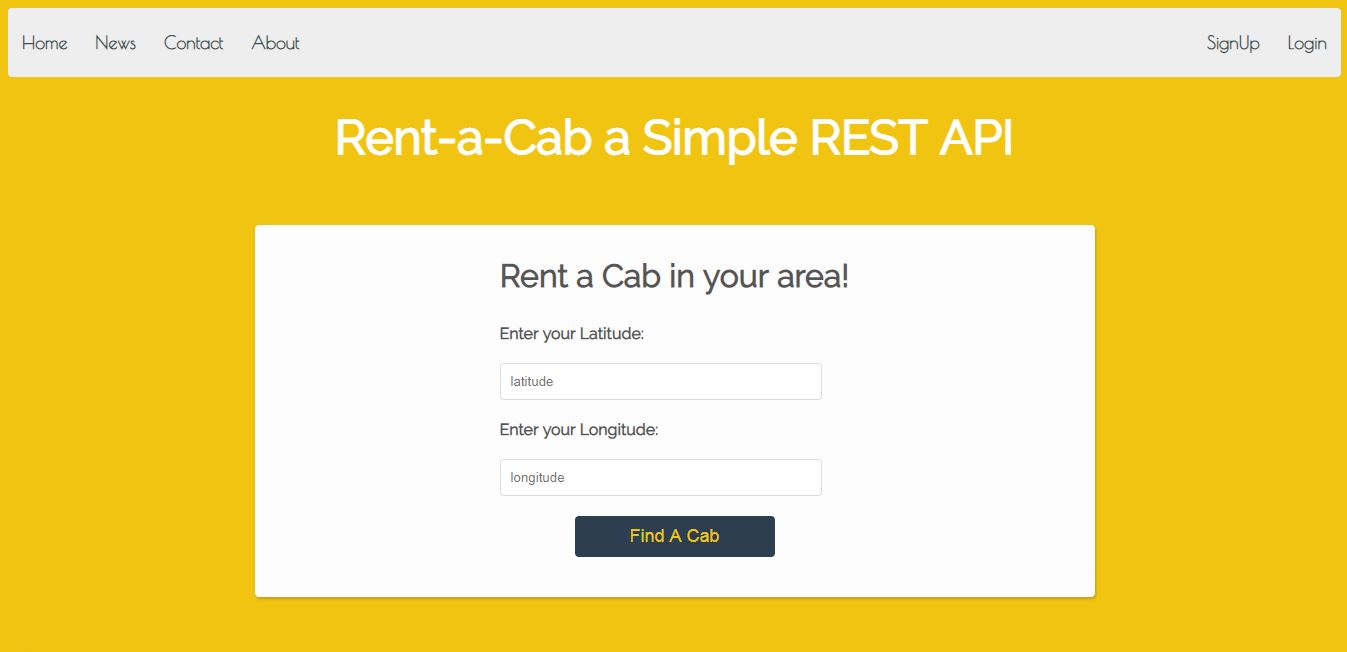 Home News Contact About SignUp Login
Rent-a-Cab a Simple REST API
Rent a Cab in your area!
Enter your Latitude:
latitude
Enter your Longitude:
longitude
Find A Cab